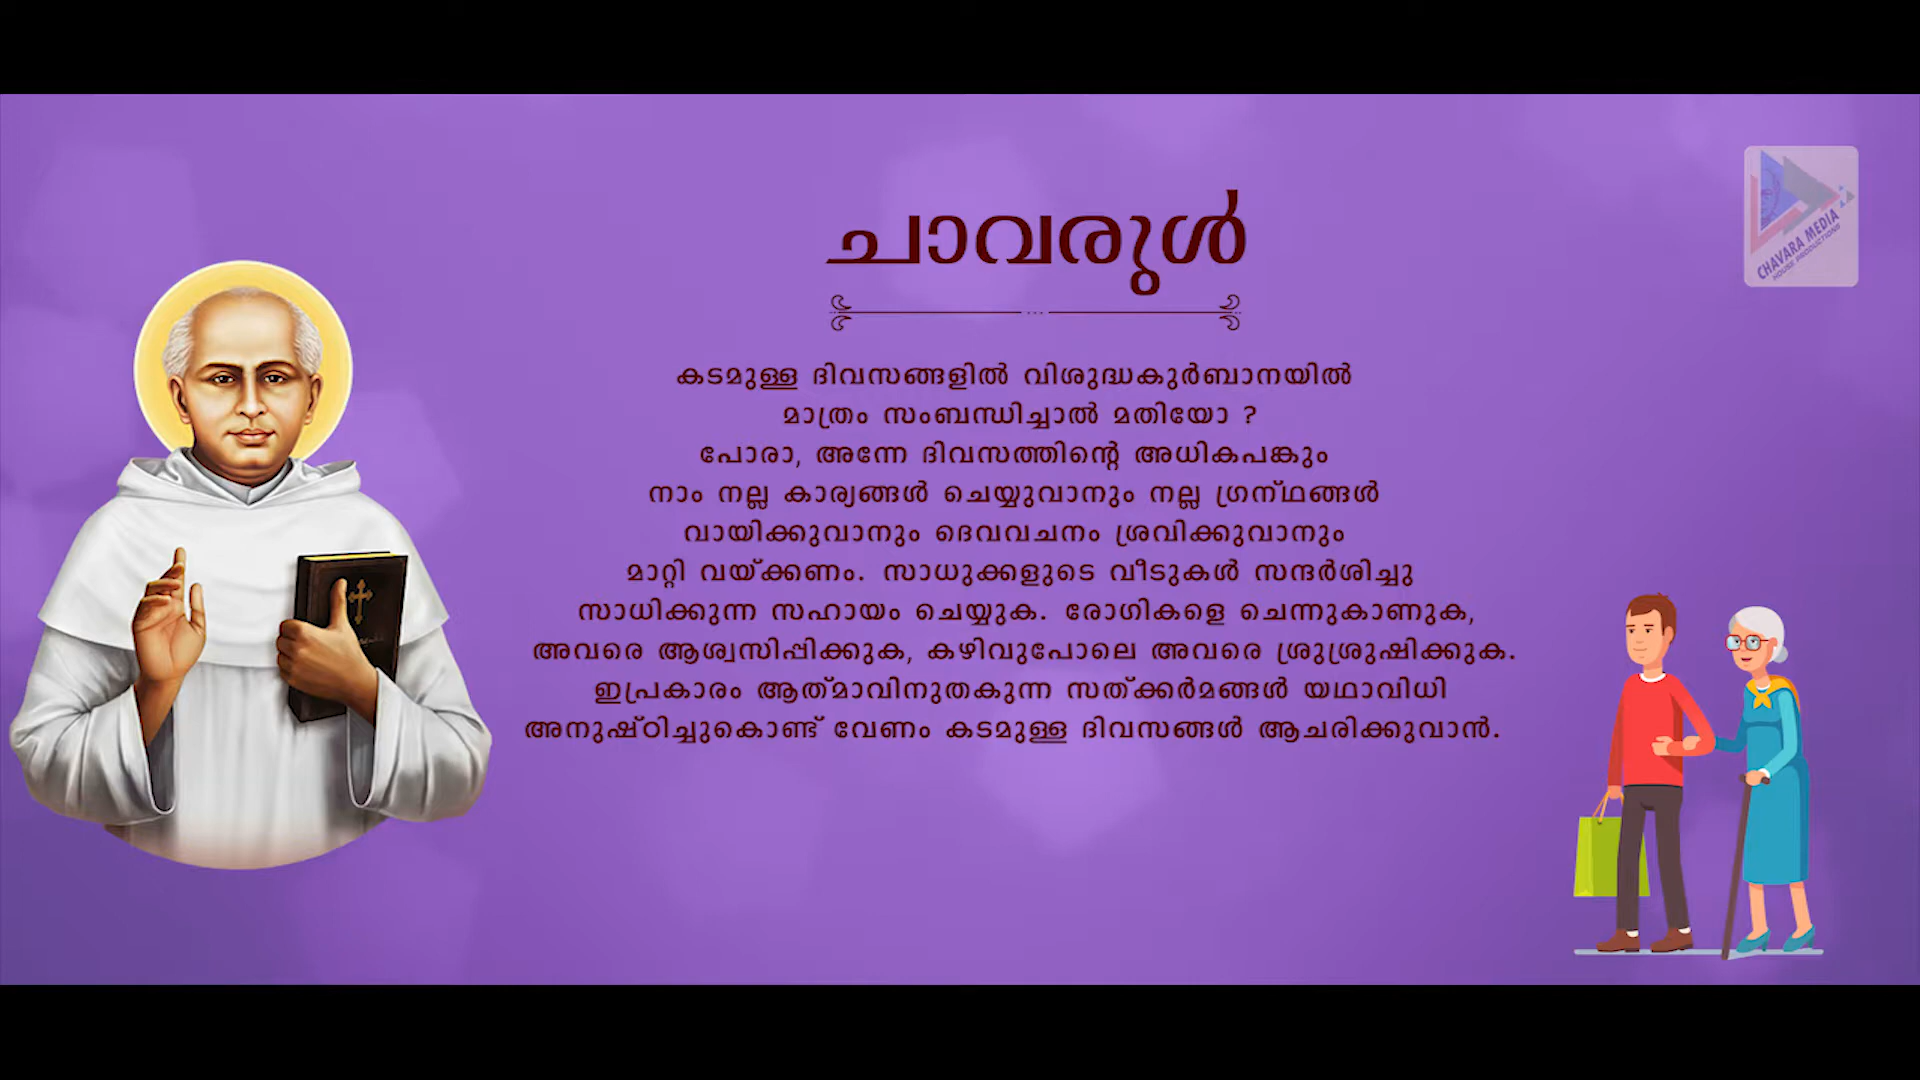 ചാവരുൾ
CHAVARA MEDIA
HOUSE PRODUCTIONS
കടമുള്ള ദിവസങ്ങളിൽ വിശുദ്ധകുർബാനയിൽ
മാത്രം സംബന്ധിച്ചാൽ മതിയോ ?
പോരാ, അന്നേ ദിവസത്തിന്റെ അധികപങ്കും
നാം നല്ല കാര്യങ്ങൾ ചെയ്യുവാനും നല്ല ഗ്രന്ഥങ്ങൾ
വായിക്കുവാനും ദൈവവചനം ശ്രവിക്കുവാനും
മാറ്റി വയ്ക്കണം. സാധുക്കളുടെ വീടുകൾ സന്ദർശിച്ചു
സാധിക്കുന്ന സഹായം ചെയ്യുക. രോഗികളെ ചെന്നുകാണുക,
അവരെ ആശ്വസിപ്പിക്കുക, കഴിവുപോലെ അവരെ ശ്രുശ്രുഷിക്കുക.
ഇപ്രകാരം ആത്മാവിനുതകുന്ന സത്ക്കർമങ്ങൾ യഥാവിധി
അനുഷ്ഠിച്ചുകൊണ്ട് വേണം കടമുള്ള ദിവസങ്ങൾ ആചരിക്കുവാൻ.